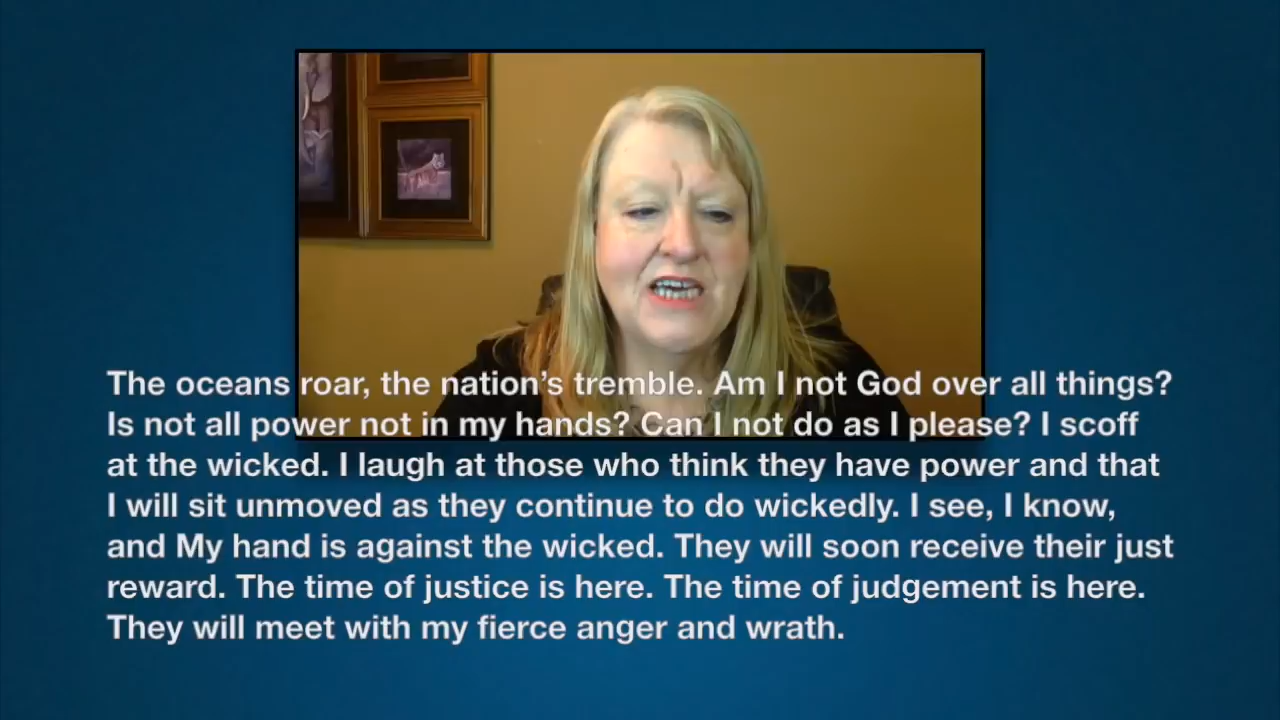 The oceans roar, the nation's tremble. Am I not God over all things?
Is not all power not in my hands? Can I not do as I please? I scoff
at the wicked. I laugh at those who think they have power and that
I will sit unmoved as they continue to do wickedly. I see, I know,
and My hand is against the wicked. They will soon receive their just
reward. The time of justice is here. The time of judgement is here.
They will meet with my fierce anger and wrath.